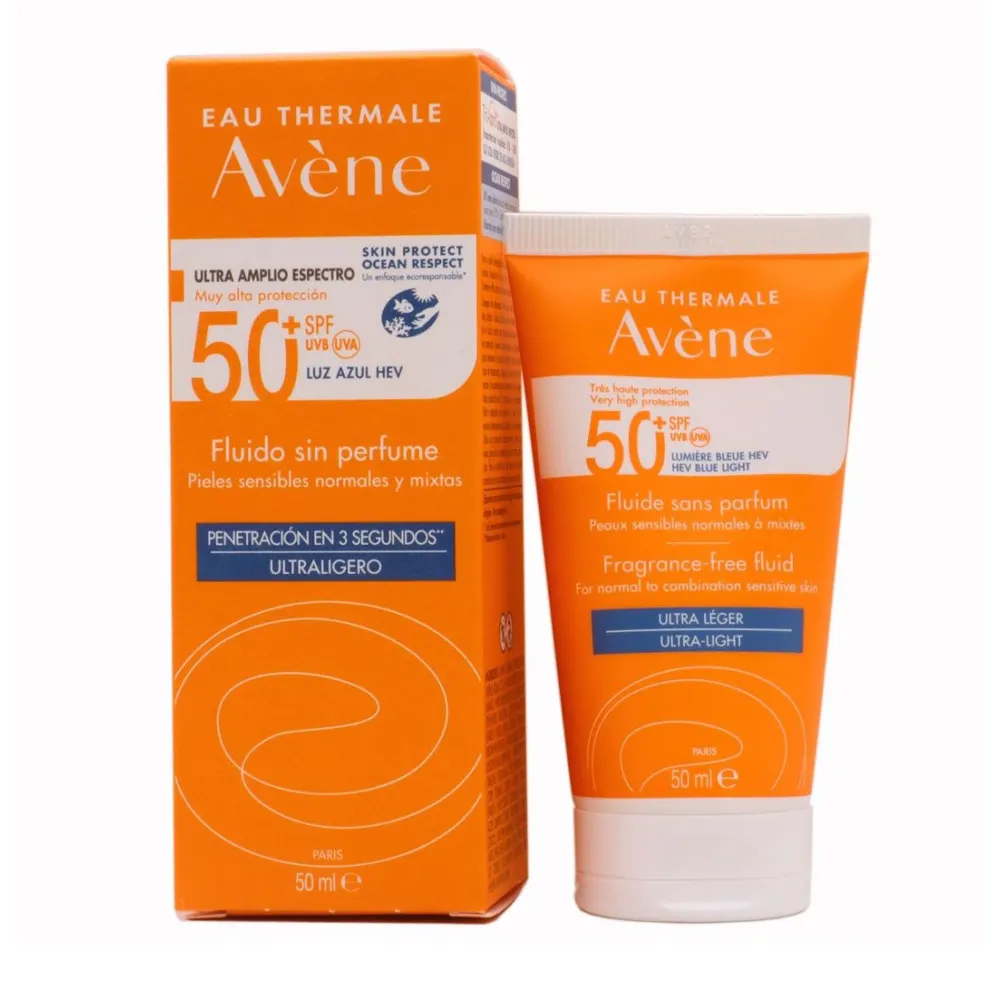 EAU THERMALE
Avène
ULTRA AMPLIO ESPECTRO
Muy alta protección
50+ SPF
UVB UVA
LUZ AZUL HEV
SKIN PROTECT
OCEAN RESPECT
Un enfoque ecoresponsable*
Fluido sin perfume
Pieles sensibles normales y mixtas
PENETRACIÓN EN 3 SEGUNDOS**
ULTRALIGERO
PARIS
50 ml e
EAU THERMALE
Avène
Très haute protection
Very high protection
50+ SPF
UVB UVA
LUMIÈRE BLEUE HEV
HEV BLUE LIGHT
Fluide sans parfum
Peaux sensibles normales à mixtes
Fragrance-free fluid
For normal to combination sensitive skin
ULTRA LÉGER
ULTRA-LIGHT
PARIS
50 ml e